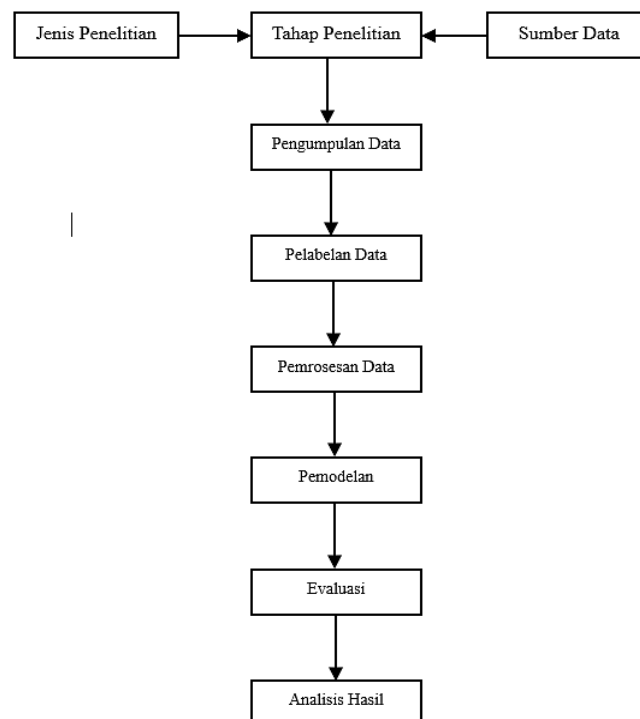 Jenis Penelitian
Tahap Penelitian
Sumber Data
Pengumpulan Data
Pelabelan Data
Pemrosesan Data
Pemodelan
Evaluasi
Analisis Hasil